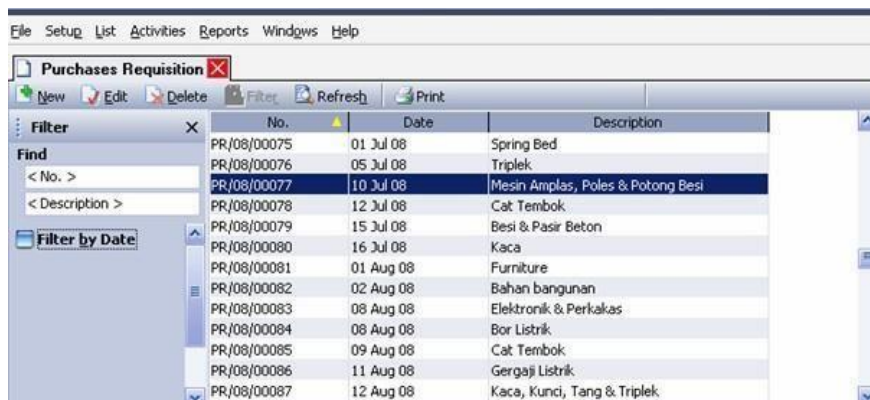 File Setup List Activities Reports Windows Help
Purchases Requisition
New Edit Delete Filter Refresh Print
Filter
Find
< No. >
< Description >
Filter by Date
No. Date Description
PR/08/00075 01 Jul 08 Spring Bed
PR/08/00076 05 Jul 08 Triplek
PR/08/00077 10 Jul 08 Mesin Amplas, Poles & Potong Besi
PR/08/00078 12 Jul 08 Cat Tembok
PR/08/00079 15 Jul 08 Besi & Pasir Beton
PR/08/00080 16 Jul 08 Kaca
PR/08/00081 01 Aug 08 Furniture
PR/08/00082 02 Aug 08 Bahan bangunan
PR/08/00083 08 Aug 08 Elektronik & Perkakas
PR/08/00084 08 Aug 08 Bor Listrik
PR/08/00085 09 Aug 08 Cat Tembok
PR/08/00086 11 Aug 08 Gergaji Listrik
PR/08/00087 12 Aug 08 Kaca, Kunci, Tang & Triplek